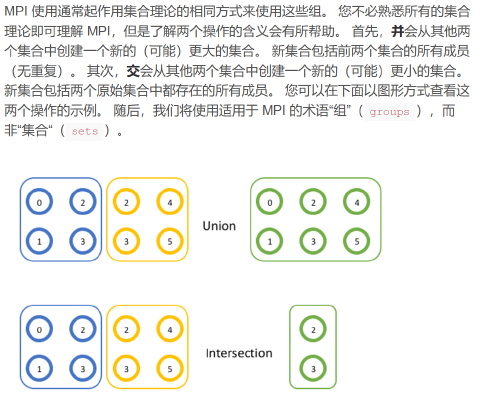 MPI 使用通常起作用集合理论的相同方式来使用这些组。 您不必熟悉所有的集合
理论即可理解 MPI，但是了解两个操作的含义会有所帮助。 首先，并会从其他两
个集合中创建一个新的（可能）更大的集合。 新集合包括前两个集合的所有成员
（无重复）。 其次，交会从其他两个集合中创建一个新的（可能）更小的集合。
新集合包括两个原始集合中都存在的所有成员。 您可以在下面以图形方式查看这
两个操作的示例。 随后，我们将使用适用于 MPI 的术语“组”（ groups ），而
非“集合“（ sets ）。
0 2 2 4 0 2 4
Union
1 3 3 5 1 3 5
0 2 2 4 2
Intersection
1 3 3 5 3